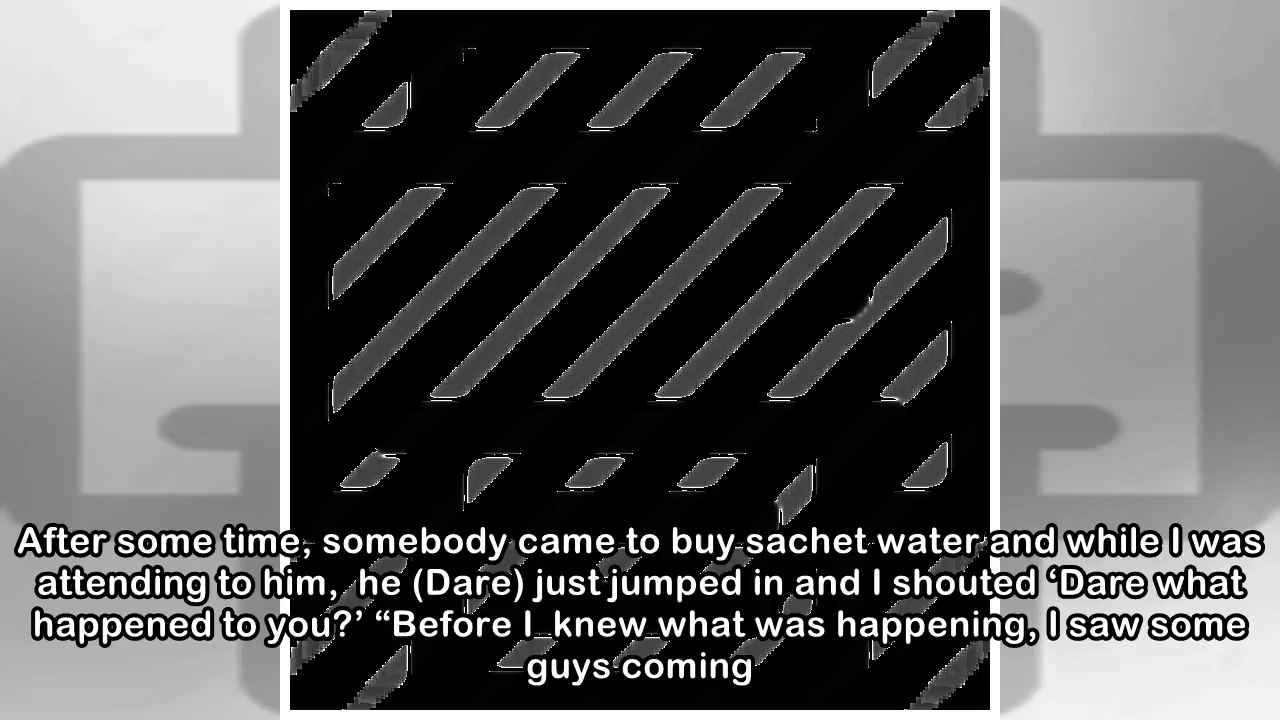 After some time, somebody came to buy sachet water and while I was
attending to him,  he (Dare) just jumped in and I shouted ‘Dare what
happened to you?’ “Before I  knew what was happening, I saw some
guys coming